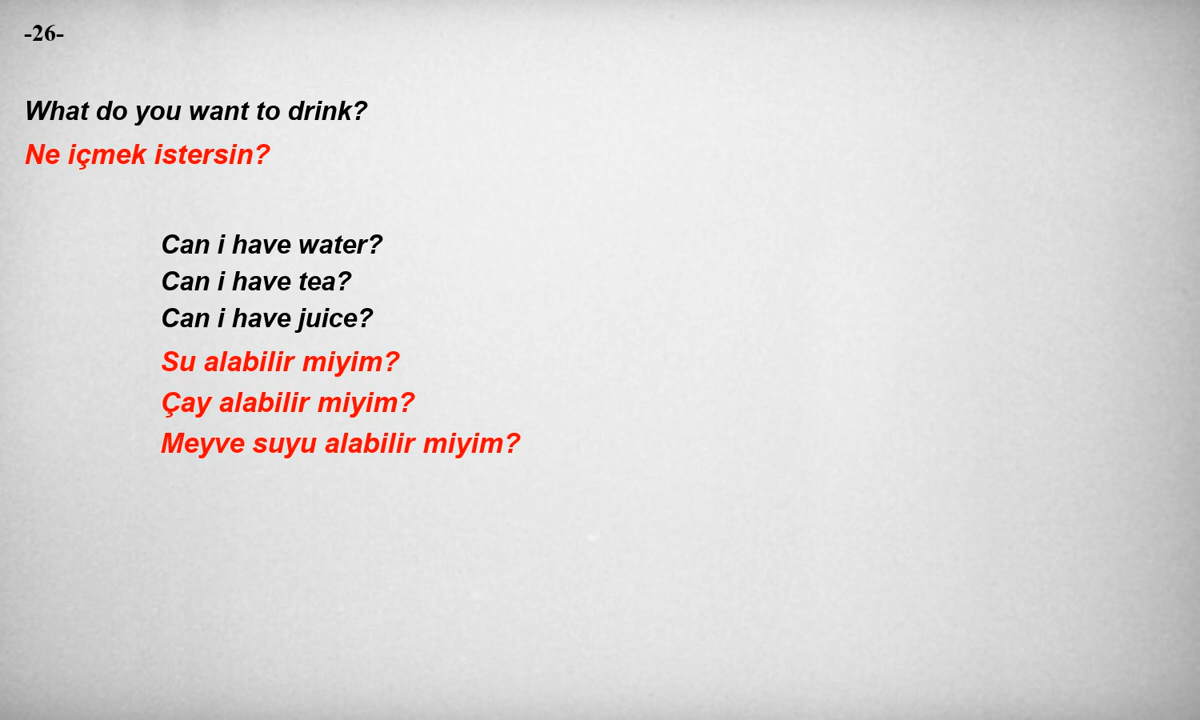 -26-
What do you want to drink?
Ne içmek istersin?
Can i have water?
Can i have tea?
Can i have juice?
Su alabilir miyim?
Çay alabilir miyim?
Meyve suyu alabilir miyim?